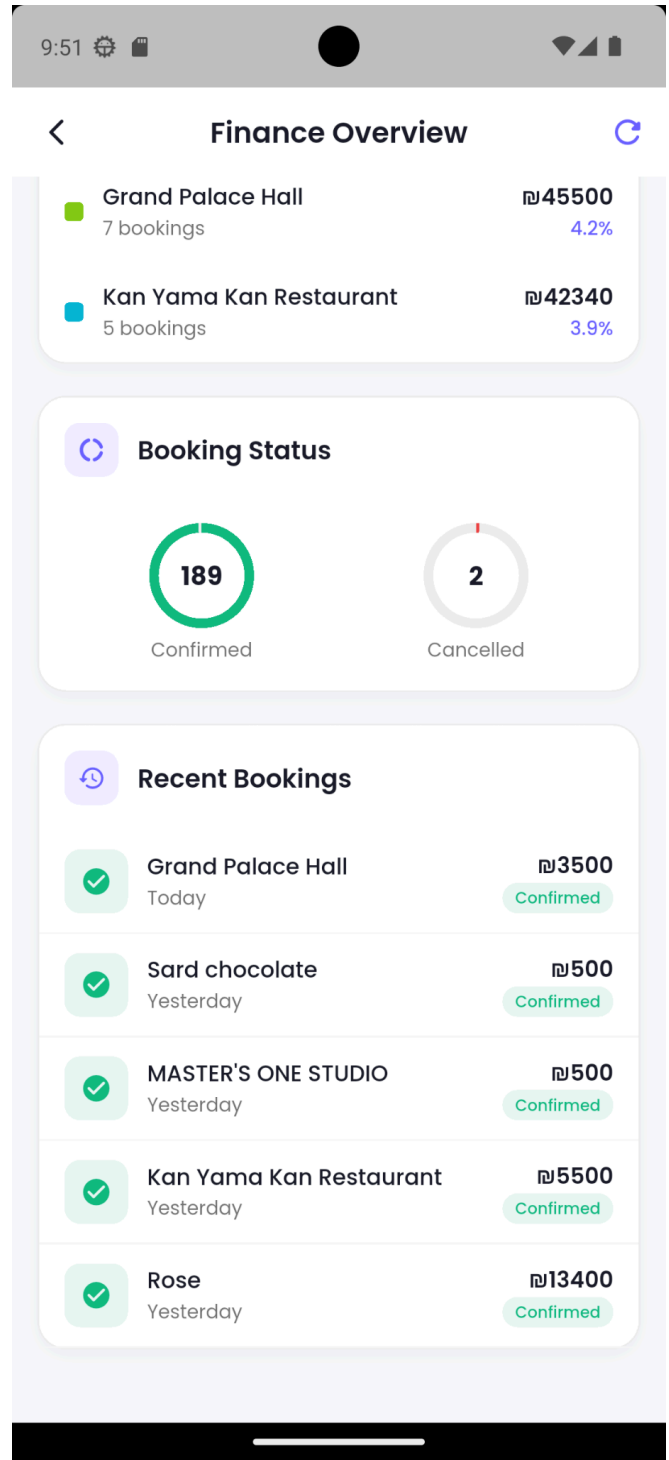 9:51
Finance Overview
Grand Palace Hall
₪45500
7 bookings
4.2%
Kan Yama Kan Restaurant
₪42340
5 bookings
3.9%
Booking Status
189
2
Confirmed
Cancelled
Recent Bookings
Grand Palace Hall
₪3500
Today
Confirmed
Sard chocolate
₪500
Yesterday
Confirmed
MASTER'S ONE STUDIO
₪500
Yesterday
Confirmed
Kan Yama Kan Restaurant
₪5500
Yesterday
Confirmed
Rose
₪13400
Yesterday
Confirmed